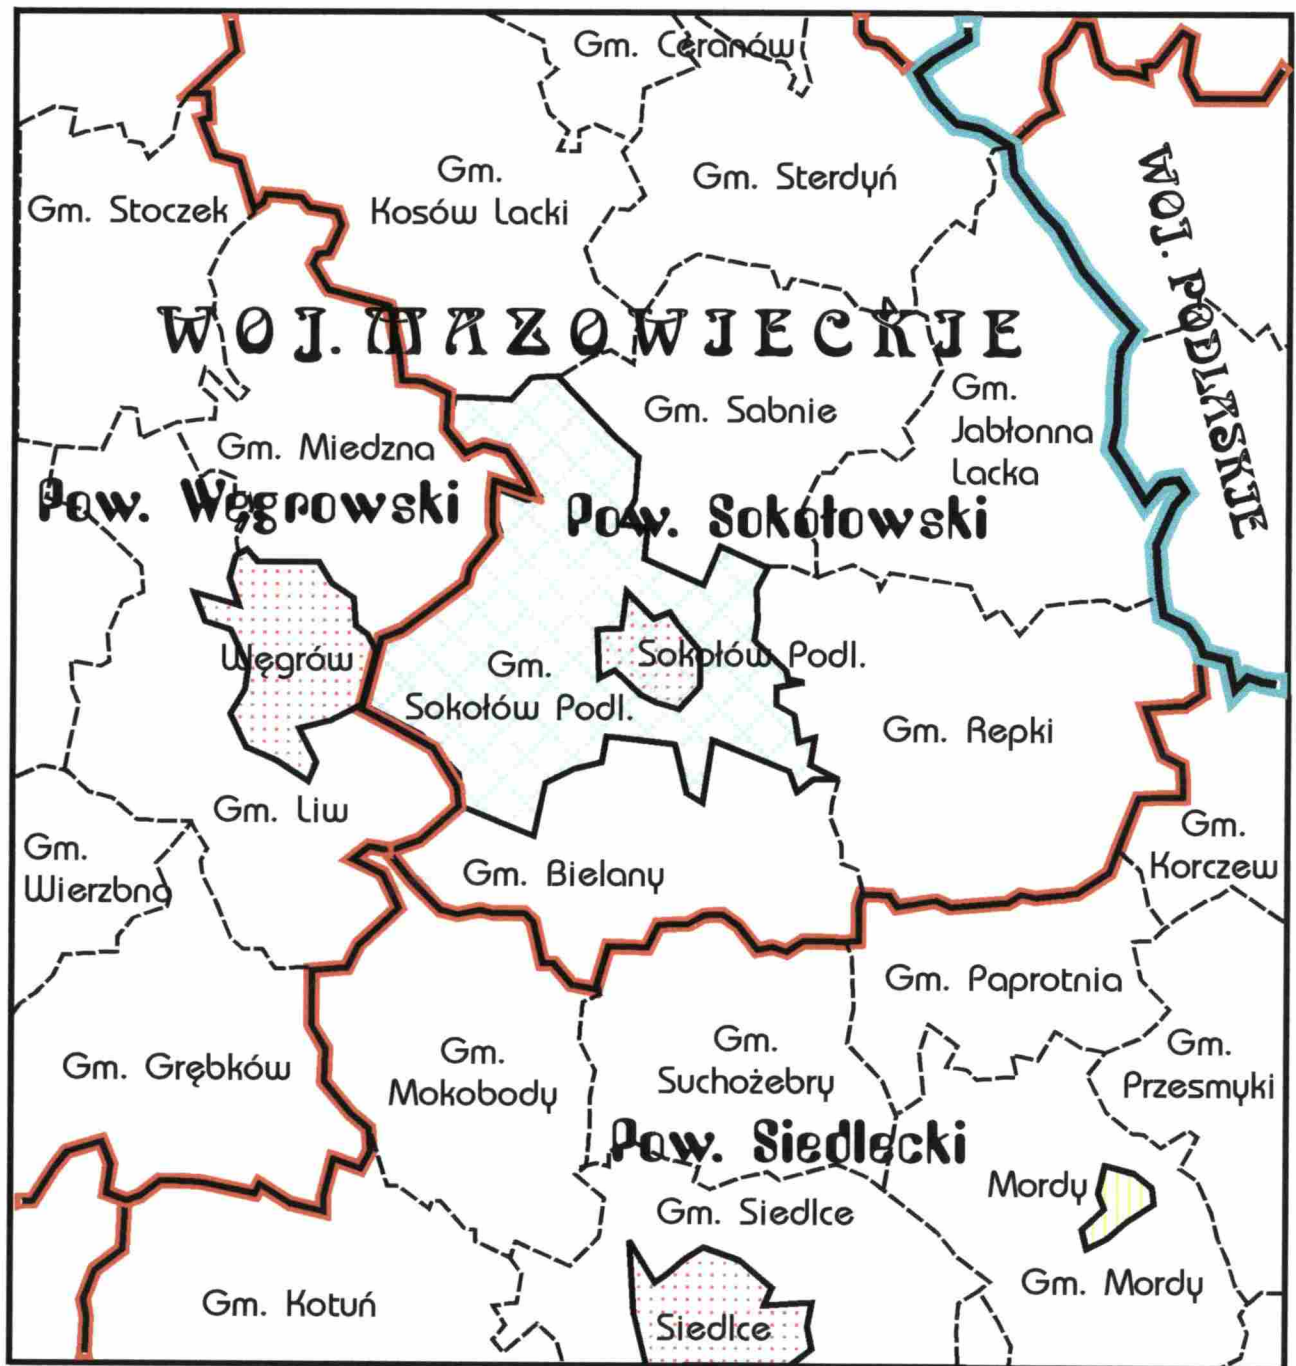 Gm. Ceranów
Gm.
Kosów Lacki
Gm. Sterdyń
Gm. Stoczek
WOJ. PODLASKIE
WOJ. MAZOWIECKIE
Gm. Sabnie
Gm.
Jabłonna
Lacka
Gm. Miedzna
Pow. Węgrowski
Pow. Sokołowski
Węgrów
Gm.
Sokołów Podl.
Sokołów Podl.
Gm. Repki
Gm. Liw
Gm.
Wierzbno
Gm. Bielany
Gm.
Korczew
Gm. Paprotnia
Gm. Grębków
Gm.
Mokobody
Gm.
Suchożebry
Gm.
Przesmyki
Pow. Siedlecki
Mordy
Gm. Siedlce
Gm. Mordy
Gm. Kotuń
Siedlce